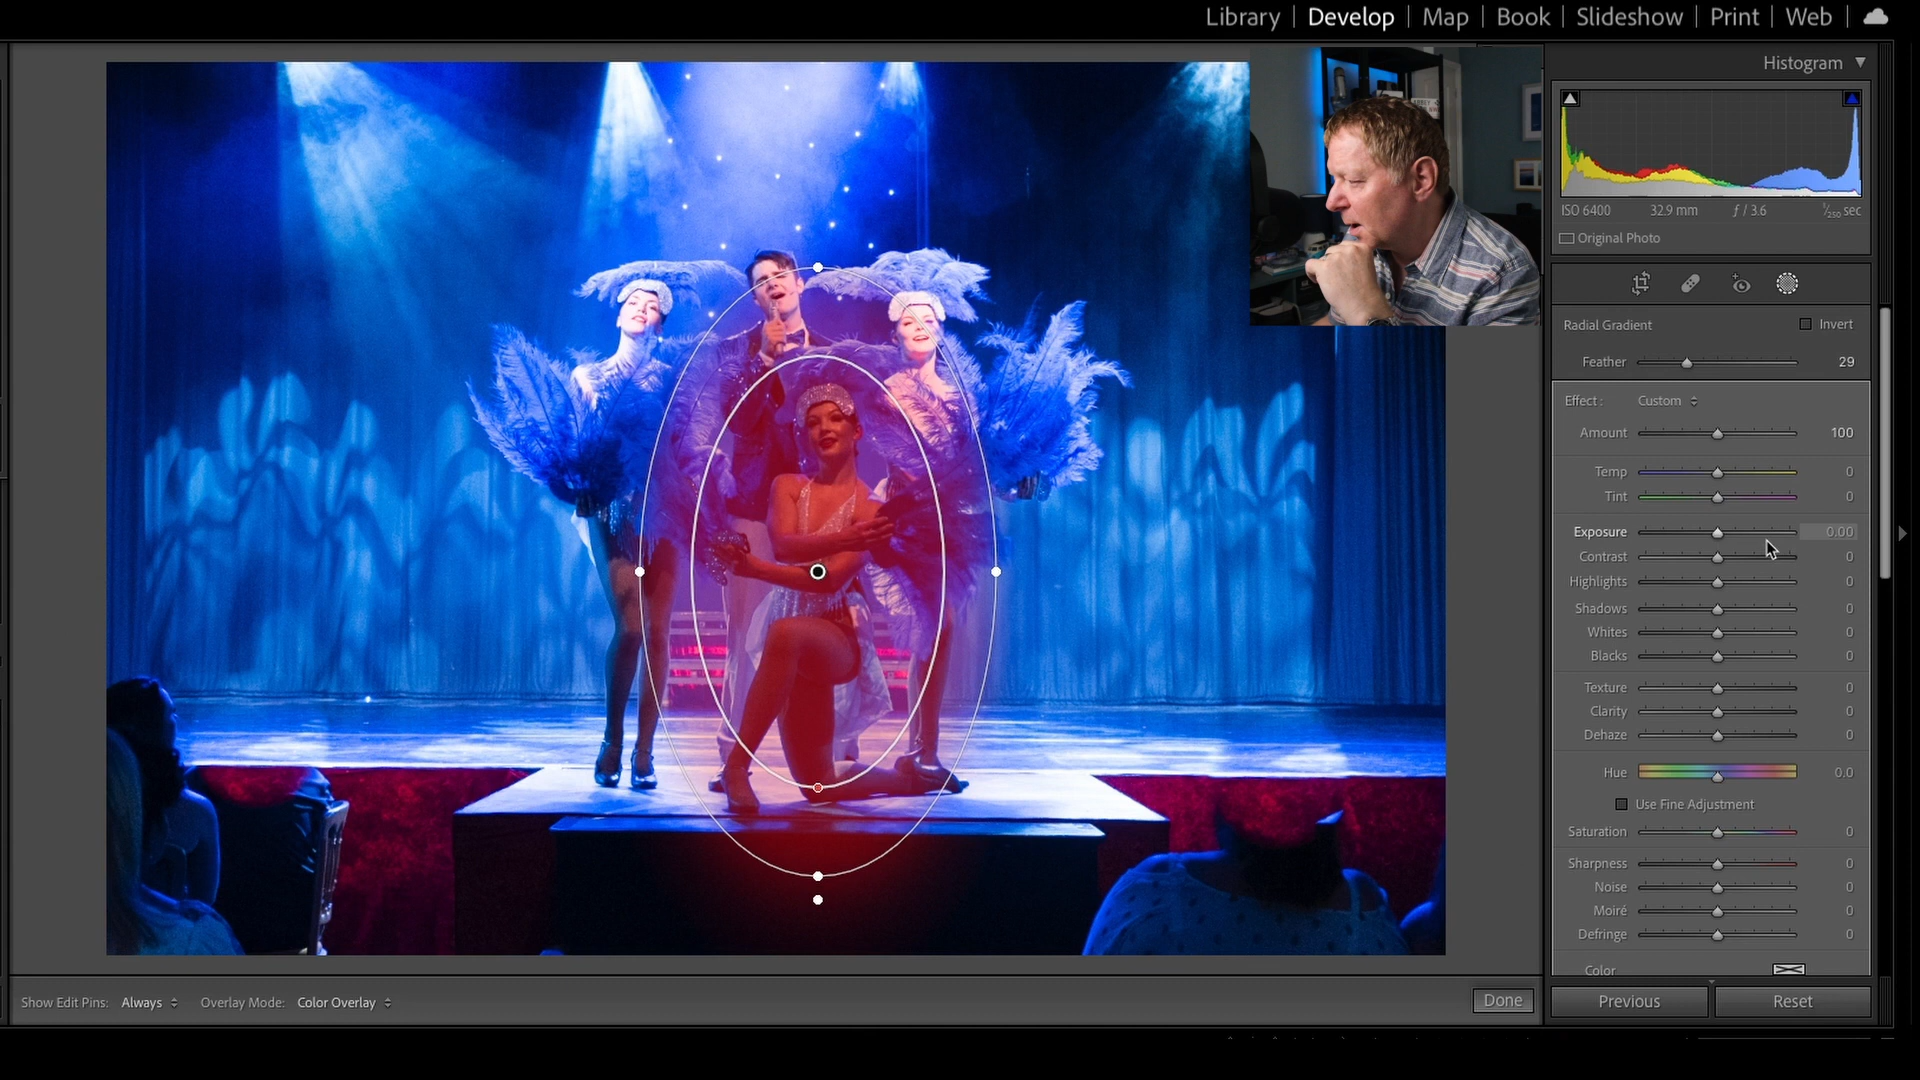 Library | Develop | Map | Book | Slideshow | Print | Web
Histogram
ISO 6400 32.9 mm ƒ / 3.6 1/250 sec
Original Photo
Radial Gradient Invert
Feather 29
Effect : Custom
Amount 100
Temp 0
Tint 0
Exposure 0.00
Contrast 0
Highlights 0
Shadows 0
Whites 0
Blacks 0
Texture 0
Clarity 0
Dehaze 0
Hue 0.0
Use Fine Adjustment
Saturation 0
Sharpness 0
Noise 0
Moiré 0
Defringe 0
Color
Show Edit Pins: Always Overlay Mode: Color Overlay Done
Previous Reset